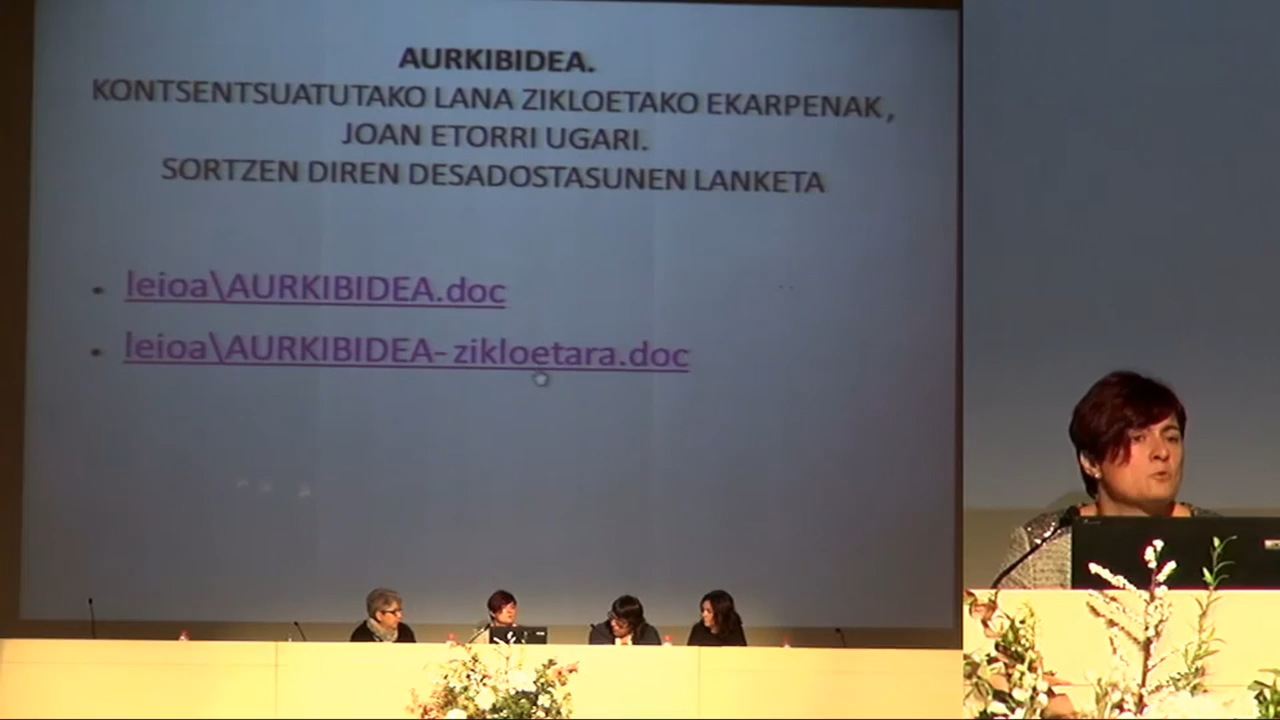 AURKIBIDEA.
KONTSENTSUATUTAKO LANA ZIKLOETAKO EKARPENAK,
JOAN ETORRI UGARI.
SORTZEN DIREN DESADOSTASUNEN LANKETA
leioa\AURKIBIDEA.doc
leioa\AURKIBIDEA- zikloetara.doc